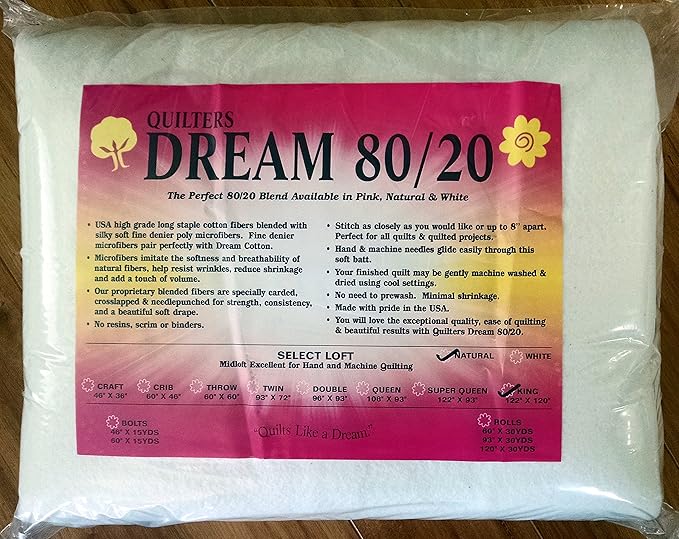 QUILTERS
DREAM 80/20
The Perfect 80/20 Blend Available in Pink, Natural & White
• USA high grade long staple cotton fibers blended with
silky soft fine denier poly microfibers. Fine denier
microfibers pair perfectly with Dream Cotton.
• Microfibers imitate the softness and breathability of
natural fibers, help resist wrinkles, reduce shrinkage
and add a touch of volume.
• Our proprietary blended fibers are specially carded,
crosslapped & needlepunched for strength, consistency,
and a beautiful soft drape.
• No resins, scrim or binders.
• Stitch as closely as you would like or up to 8" apart.
Perfect for all quilts & quilted projects.
• Hand & machine needles glide easily through this
soft batt.
• Your finished quilt may be gently machine washed &
dried using cool settings.
• No need to prewash. Minimal shrinkage.
• Made with pride in the USA.
• You will love the exceptional quality, ease of quilting
& beautiful results with Quilters Dream 80/20.
SELECT LOFT
Midloft Excellent for Hand and Machine Quilting
NATURAL
WHITE
CRAFT
46" X 36"
CRIB
60" X 46"
THROW
60" X 60"
TWIN
93" X 72"
DOUBLE
96" X 93"
QUEEN
108" X 93"
SUPER QUEEN
122" X 93"
KING
122" X 120"
BOLTS
46" X 15YDS
60" X 15YDS
"Quilts Like a Dream."
ROLLS
60" X 30YDS
93" X 30YDS
120" X 30YDS